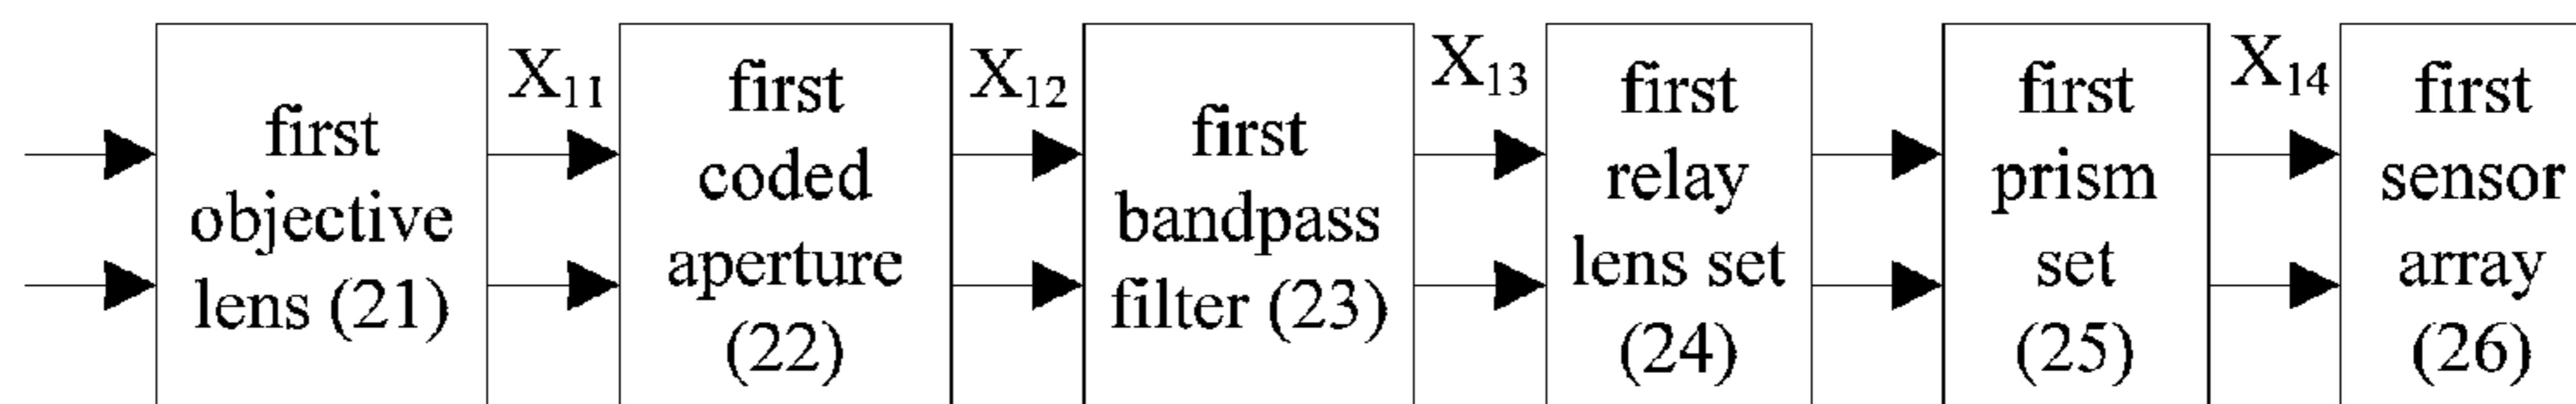 first
objective
lens (21)
X11
first
coded
aperture
(22)
X12
first
bandpass
filter (23)
X13
first
relay
lens set
(24)
first
prism
set
(25)
X14
first
sensor
array
(26)